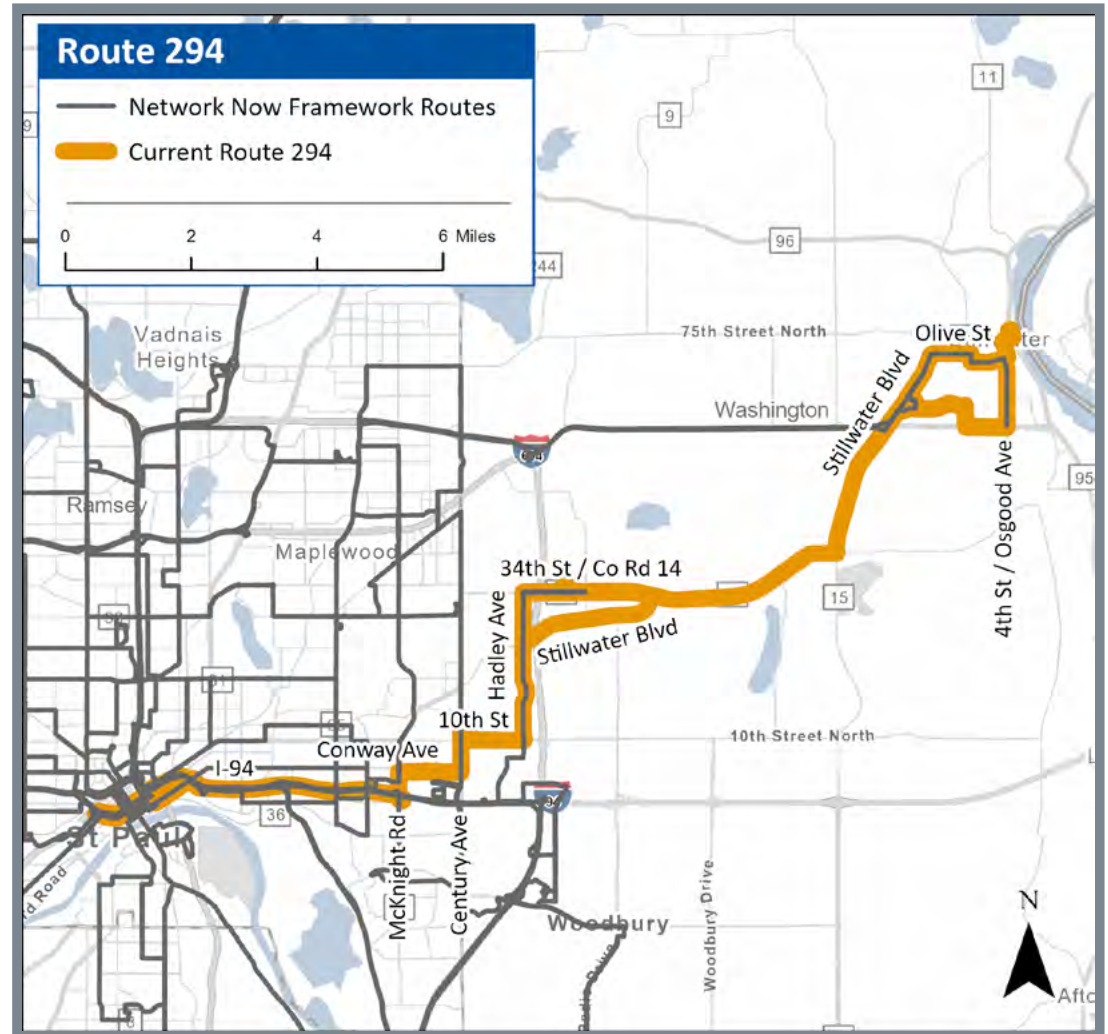 Route 294
Network Now Framework Routes
Current Route 294
0 2 4 6 Miles
11
9
9
96
244
Vadnais
Heights
75th Street North
Olive St
Stillwater Blvd
Washington
95
Ramsey
Maplewood
34th St / Co Rd 14
15
4th St / Osgood Ave
Hadley Ave
Stillwater Blvd
10th St
10th Street North
Conway Ave
I-94
36
St Paul
McKnight Rd
Century Ave
Woodbury
Woodbury Drive
N